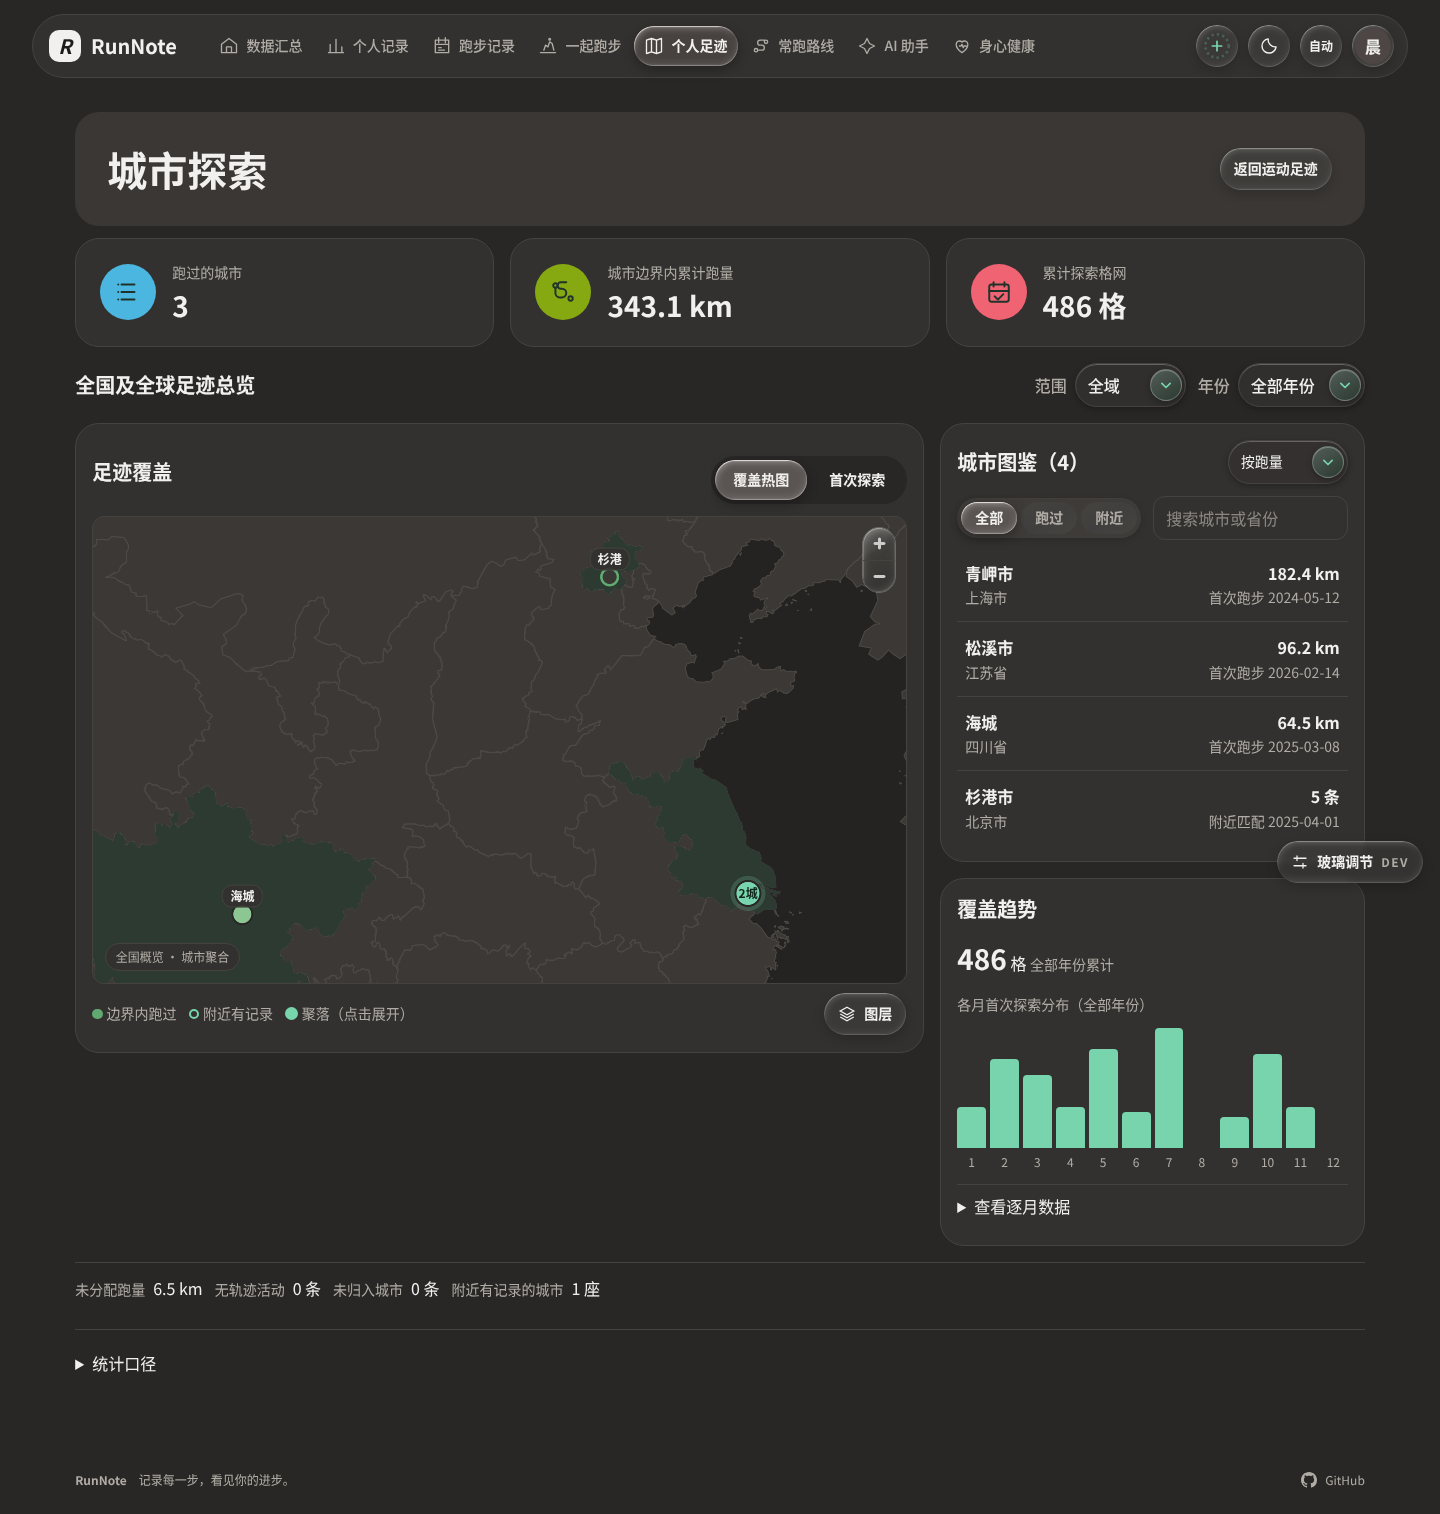 R RunNote 数据汇总 个人记录 跑步记录 一起跑步 个人足迹 常跑路线 AI 助手 身心健康 自动 晨
城市探索
返回运动足迹
跑过的城市
3
城市边界内累计跑量
343.1 km
累计探索格网
486 格
全国及全球足迹总览
范围 全域 年份 全部年份
足迹覆盖
覆盖热图 首次探索
杉港
+
−
海城
2城
全国概览 · 城市聚合
边界内跑过 附近有记录 聚落（点击展开）
图层
城市图鉴（4）
按跑量
全部 跑过 附近
搜索城市或省份
青岬市 182.4 km
上海市 首次跑步 2024-05-12
松溪市 96.2 km
江苏省 首次跑步 2026-02-14
海城 64.5 km
四川省 首次跑步 2025-03-08
杉港市 5 条
北京市 附近匹配 2025-04-01
玻璃调节 DEV
覆盖趋势
486 格 全部年份累计
各月首次探索分布（全部年份）
1 2 3 4 5 6 7 8 9 10 11 12
▶ 查看逐月数据
未分配跑量 6.5 km 无轨迹活动 0 条 未归入城市 0 条 附近有记录的城市 1 座
▶ 统计口径
RunNote 记录每一步，看见你的进步。
GitHub